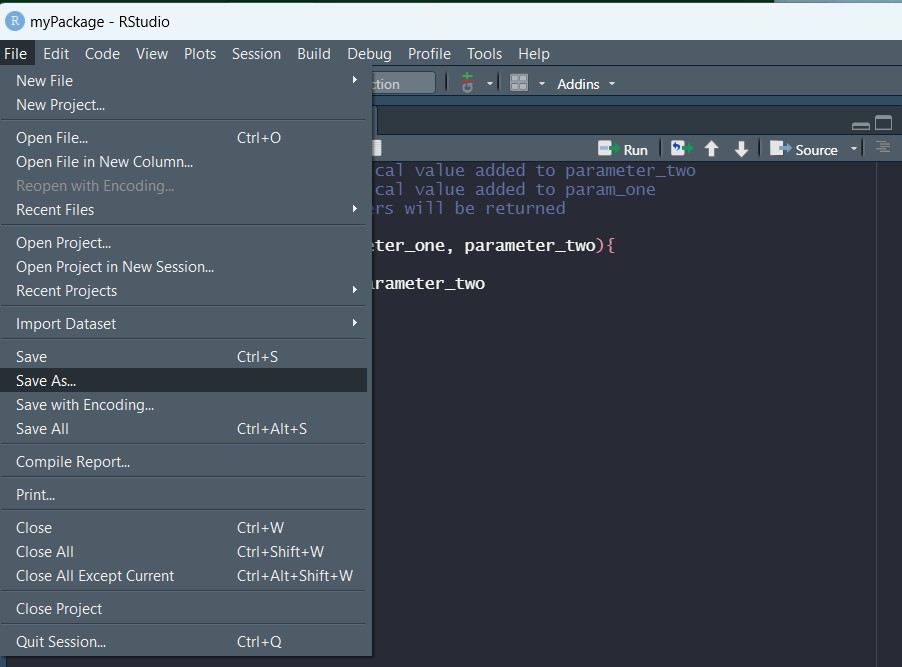 R myPackage - RStudio
File Edit Code View Plots Session Build Debug Profile Tools Help
New File
New Project...
Open File... Ctrl+O
Open File in New Column...
Reopen with Encoding...
Recent Files
Open Project...
Open Project in New Session...
Recent Projects
Import Dataset
Save Ctrl+S
Save As...
Save with Encoding...
Save All Ctrl+Alt+S
Compile Report...
Print...
Close Ctrl+W
Close All Ctrl+Shift+W
Close All Except Current Ctrl+Alt+Shift+W
Close Project
Quit Session... Ctrl+Q
ction Addins
Run Source
cal value added to parameter_two
cal value added to param_one
ers will be returned
eter_one, parameter_two){
arameter_two